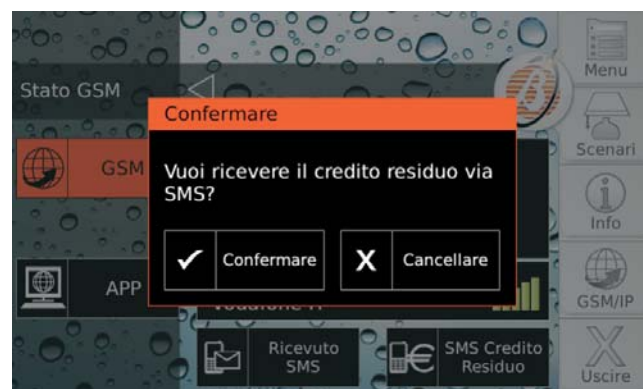 Stato GSM
Menu
Confermare
Scenari
GSM
Vuoi ricevere il credito residuo via
SMS?
Info
Confermare
X Cancellare
APP
GSM/IP
Ricevuto
SMS
SMS Credito
Residuo
Uscire